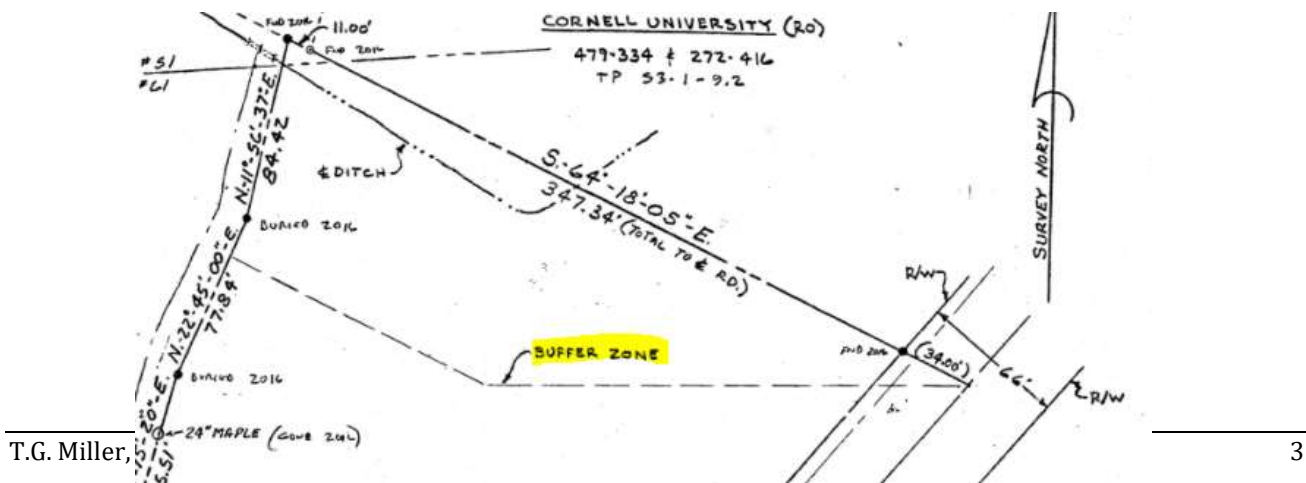 CORNELL UNIVERSITY (RO)
479-334 & 272-416
TP 53-1-9.2
FND 2016
11.00'
FND 2016
#51
#61
N-11°-56'-37"-E.
84.42
℄ DITCH
S.-64°-18'-05"-E.
347.34' (TOTAL TO ℄ RD.)
SURVEY NORTH
BURIED 2016
N.-22°-45'-00"-E.
77.84'
R/W
BUFFER ZONE
FND 2016
(34.00')
66'
R/W
BURIED 2016
24" MAPLE (GONE 2016)
T.G. Miller,
3